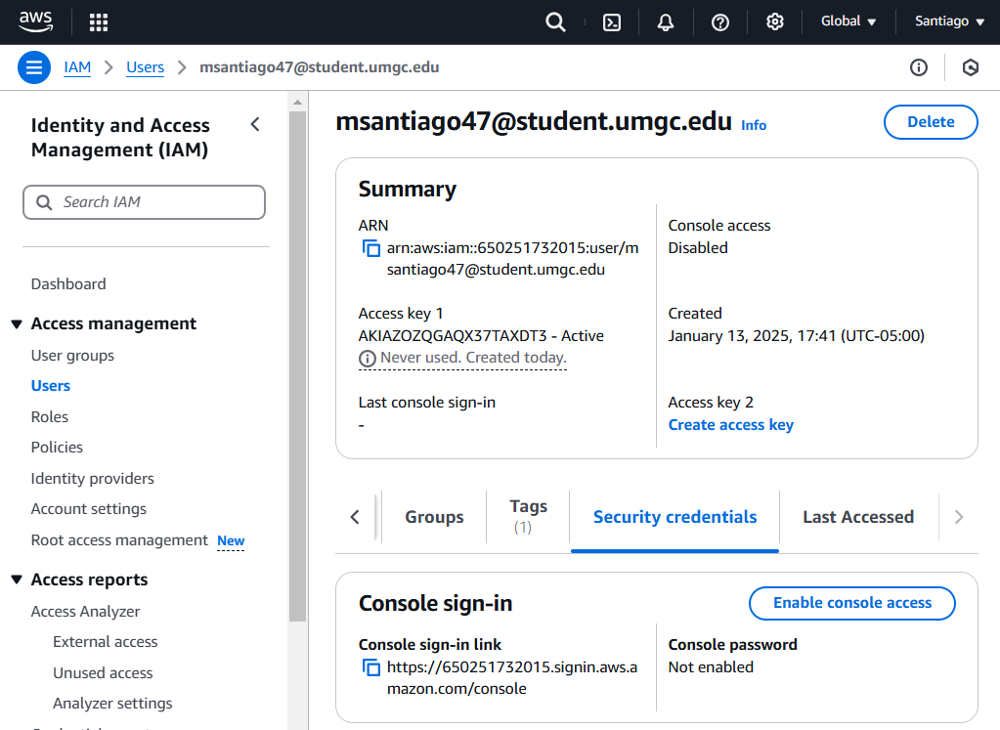 aws
Global
Santiago
IAM
Users
msantiago47@student.umgc.edu
Identity and Access
Management (IAM)
Search IAM
Dashboard
Access management
User groups
Users
Roles
Policies
Identity providers
Account settings
Root access management New
Access reports
Access Analyzer
External access
Unused access
Analyzer settings
msantiago47@student.umgc.edu Info
Delete
Summary
ARN
arn:aws:iam::650251732015:user/m
santiago47@student.umgc.edu
Console access
Disabled
Access key 1
AKIAZOZQGAQX37TAXDT3 - Active
Never used. Created today.
Created
January 13, 2025, 17:41 (UTC-05:00)
Last console sign-in
-
Access key 2
Create access key
Groups
Tags
(1)
Security credentials
Last Accessed
Console sign-in
Enable console access
Console sign-in link
https://650251732015.signin.aws.a
mazon.com/console
Console password
Not enabled